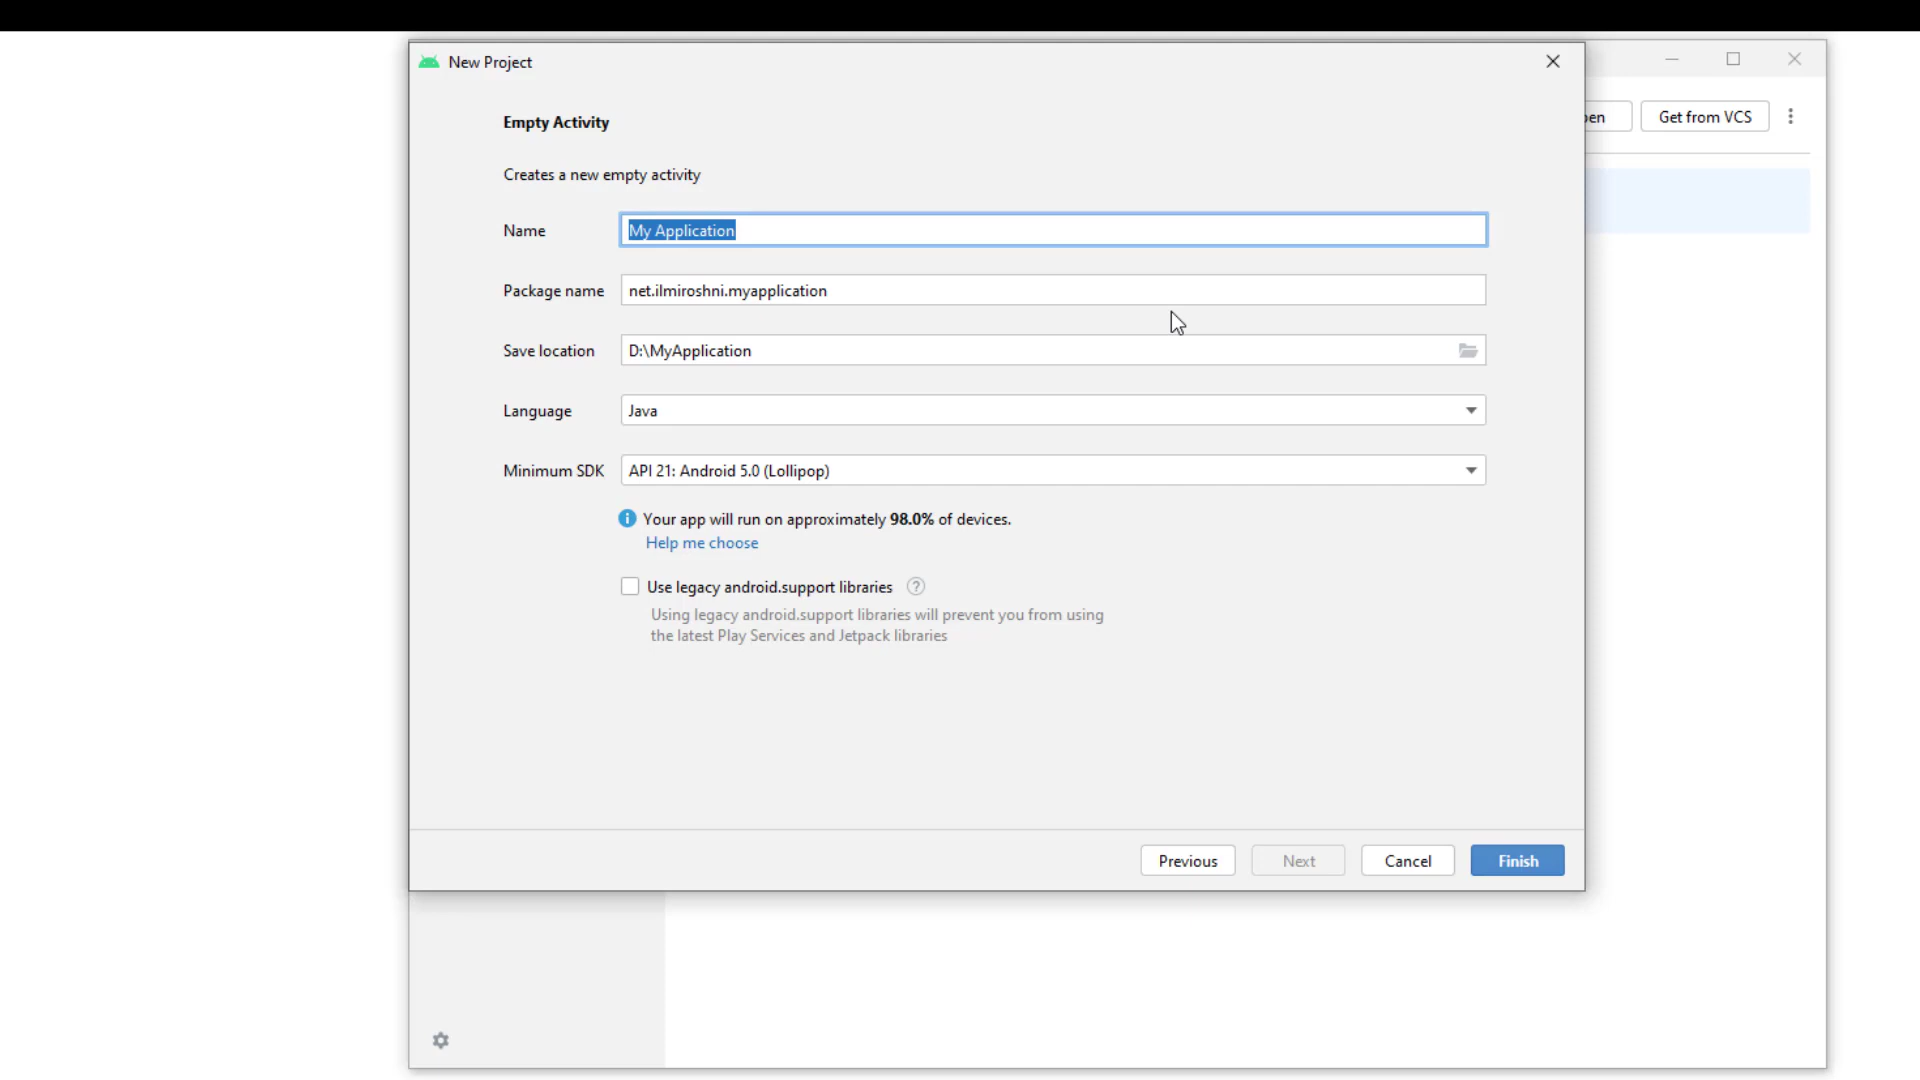 New Project
Empty Activity
Creates a new empty activity
Name My Application
Package name net.ilmiroshni.myapplication
Save location D:\MyApplication
Language Java
Minimum SDK API 21: Android 5.0 (Lollipop)
Your app will run on approximately 98.0% of devices.
Help me choose
Use legacy android.support libraries ?
Using legacy android.support libraries will prevent you from using
the latest Play Services and Jetpack libraries
Previous Next Cancel Finish
Get from VCS